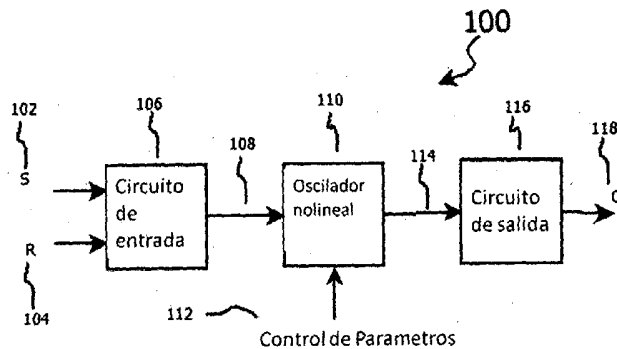 100
102
106
110
116
118
S
108
114
Circuito
de
entrada
Oscilador
nolineal
Circuito
de salida
R
104
112
Control de Parametros